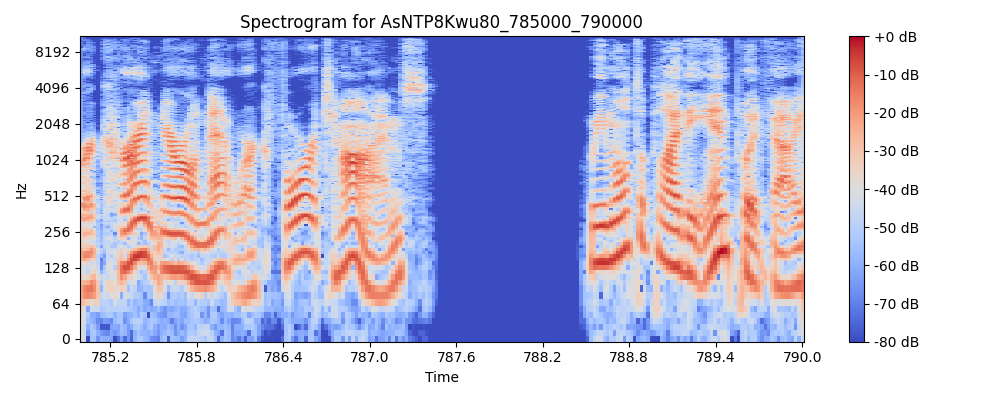 Spectrogram for AsNTP8Kwu80_785000_790000
Hz
8192
4096
2048
1024
512
256
128
64
0
785.2 785.8 786.4 787.0 787.6 788.2 788.8 789.4 790.0
Time
+0 dB
-10 dB
-20 dB
-30 dB
-40 dB
-50 dB
-60 dB
-70 dB
-80 dB